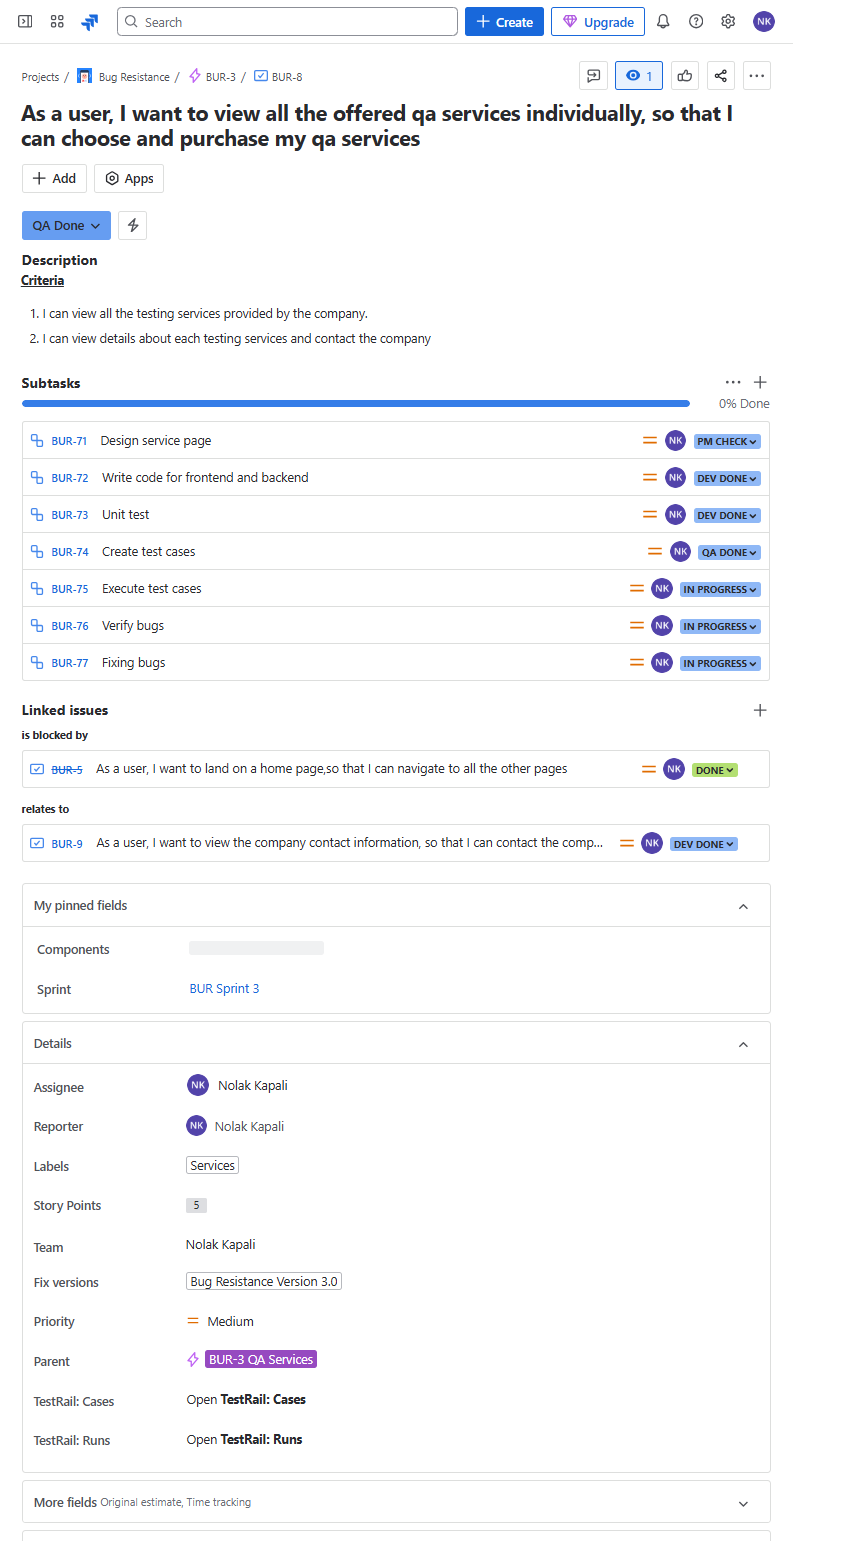 Search
Create
Upgrade
NK
Projects / Bug Resistance / BUR-3 / BUR-8
1
As a user, I want to view all the offered qa services individually, so that I
can choose and purchase my qa services
Add
Apps
QA Done
Description
Criteria
1. I can view all the testing services provided by the company.
2. I can view details about each testing services and contact the company
Subtasks
0% Done
BUR-71 Design service page NK PM CHECK
BUR-72 Write code for frontend and backend NK DEV DONE
BUR-73 Unit test NK DEV DONE
BUR-74 Create test cases NK QA DONE
BUR-75 Execute test cases NK IN PROGRESS
BUR-76 Verify bugs NK IN PROGRESS
BUR-77 Fixing bugs NK IN PROGRESS
Linked issues
is blocked by
BUR-5 As a user, I want to land on a home page,so that I can navigate to all the other pages NK DONE
relates to
BUR-9 As a user, I want to view the company contact information, so that I can contact the comp... NK DEV DONE
My pinned fields
Components
Sprint BUR Sprint 3
Details
Assignee NK Nolak Kapali
Reporter NK Nolak Kapali
Labels Services
Story Points 5
Team Nolak Kapali
Fix versions Bug Resistance Version 3.0
Priority Medium
Parent BUR-3 QA Services
TestRail: Cases Open TestRail: Cases
TestRail: Runs Open TestRail: Runs
More fields Original estimate, Time tracking